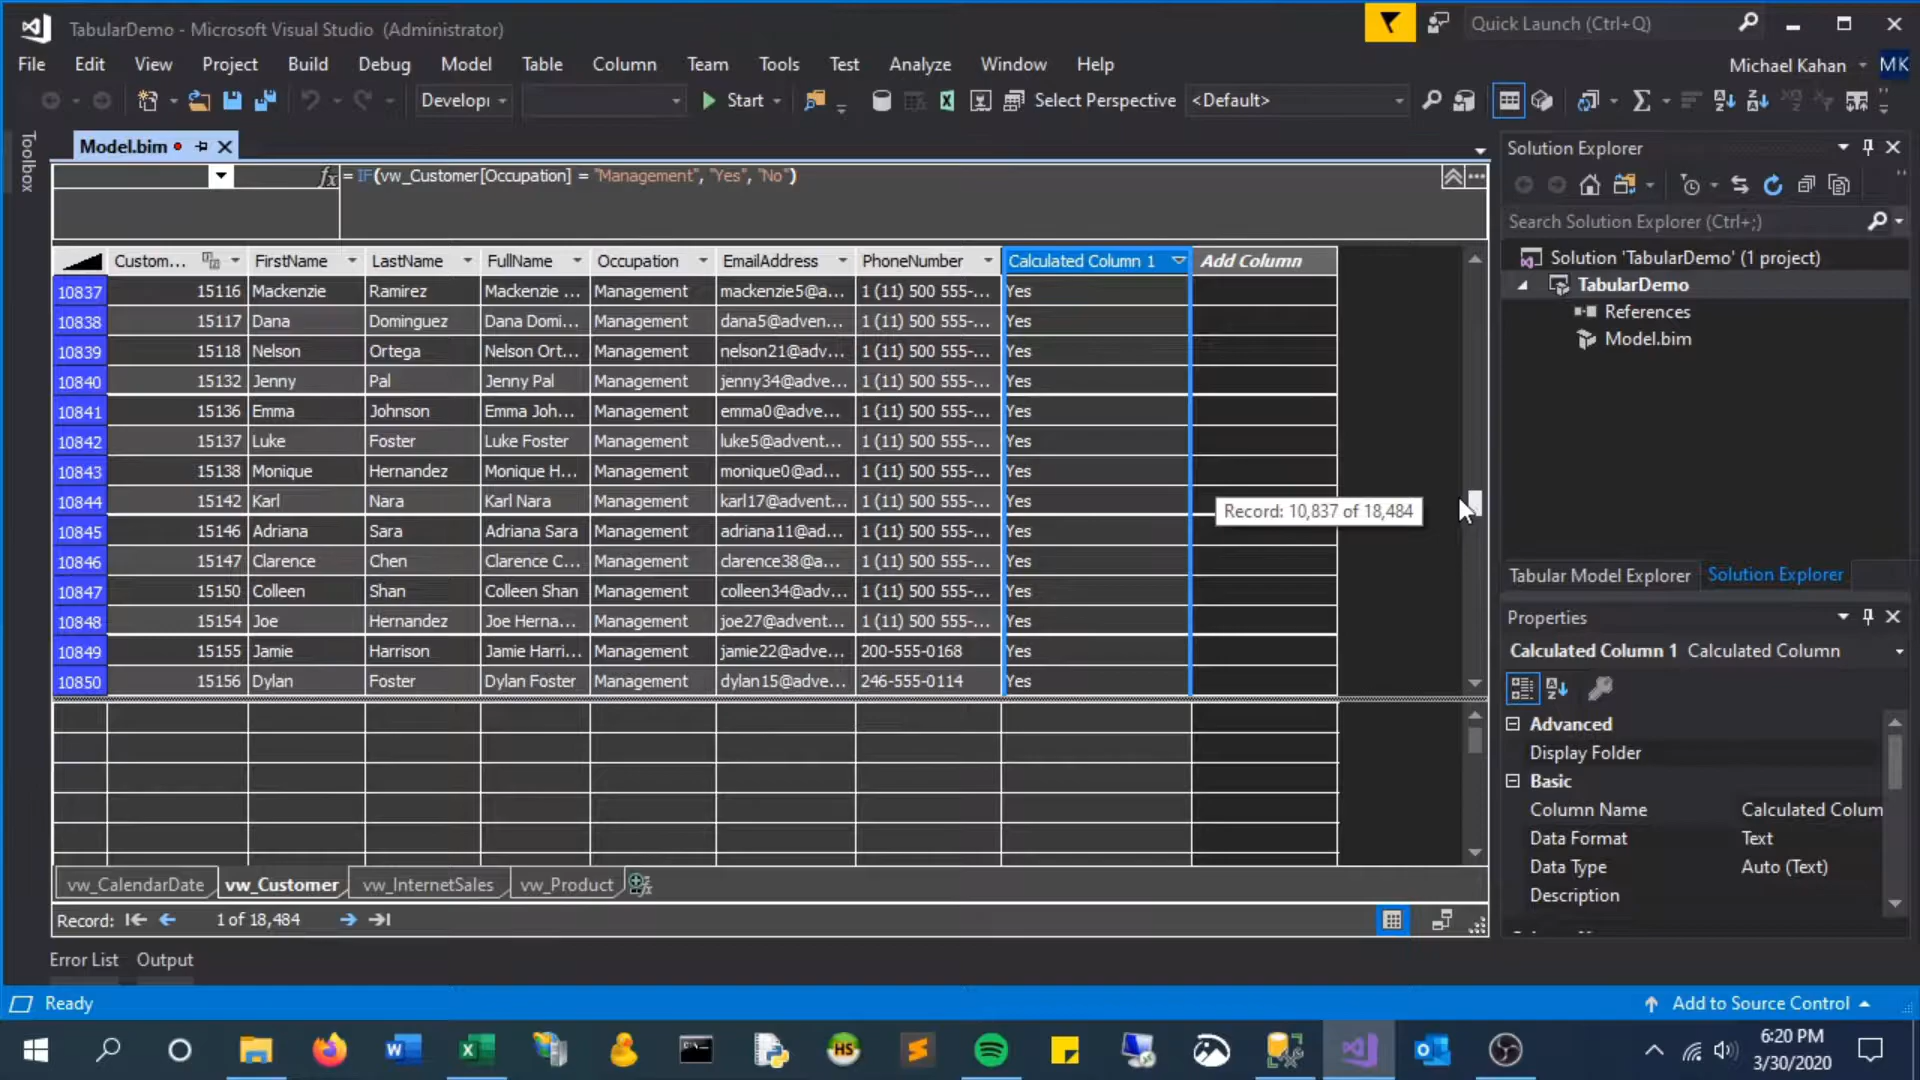 TabularDemo - Microsoft Visual Studio (Administrator)
Quick Launch (Ctrl+Q)
File Edit View Project Build Debug Model Table Column Team Tools Test Analyze Window Help
Michael Kahan MK
Developi
Start
Select Perspective
<Default>
Toolbox
Model.bim
fx = IF(vw_Customer[Occupation] = "Management", "Yes", "No")
Custom... FirstName LastName FullName Occupation EmailAddress PhoneNumber Calculated Column 1 Add Column
10837 15116 Mackenzie Ramirez Mackenzie ... Management mackenzie5@a... 1 (11) 500 555-... Yes
10838 15117 Dana Dominguez Dana Domi... Management dana5@adven... 1 (11) 500 555-... Yes
10839 15118 Nelson Ortega Nelson Ort... Management nelson21@adv... 1 (11) 500 555-... Yes
10840 15132 Jenny Pal Jenny Pal Management jenny34@adve... 1 (11) 500 555-... Yes
10841 15136 Emma Johnson Emma Joh... Management emma0@adve... 1 (11) 500 555-... Yes
10842 15137 Luke Foster Luke Foster Management luke5@advent... 1 (11) 500 555-... Yes
10843 15138 Monique Hernandez Monique H... Management monique0@ad... 1 (11) 500 555-... Yes
10844 15142 Karl Nara Karl Nara Management karl17@advent... 1 (11) 500 555-... Yes
10845 15146 Adriana Sara Adriana Sara Management adriana11@ad... 1 (11) 500 555-... Yes
10846 15147 Clarence Chen Clarence C... Management clarence38@a... 1 (11) 500 555-... Yes
10847 15150 Colleen Shan Colleen Shan Management colleen34@adv... 1 (11) 500 555-... Yes
10848 15154 Joe Hernandez Joe Herna... Management joe27@advent... 1 (11) 500 555-... Yes
10849 15155 Jamie Harrison Jamie Harri... Management jamie22@adve... 200-555-0168 Yes
10850 15156 Dylan Foster Dylan Foster Management dylan15@adve... 246-555-0114 Yes
Record: 10,837 of 18,484
vw_CalendarDate vw_Customer vw_InternetSales vw_Product
Record: 1 of 18,484
Error List Output
Solution Explorer
Search Solution Explorer (Ctrl+;)
Solution 'TabularDemo' (1 project)
TabularDemo
References
Model.bim
Tabular Model Explorer Solution Explorer
Properties
Calculated Column 1 Calculated Column
Advanced
Display Folder
Basic
Column Name Calculated Colum
Data Format Text
Data Type Auto (Text)
Description
Ready
Add to Source Control
HS
6:20 PM
3/30/2020